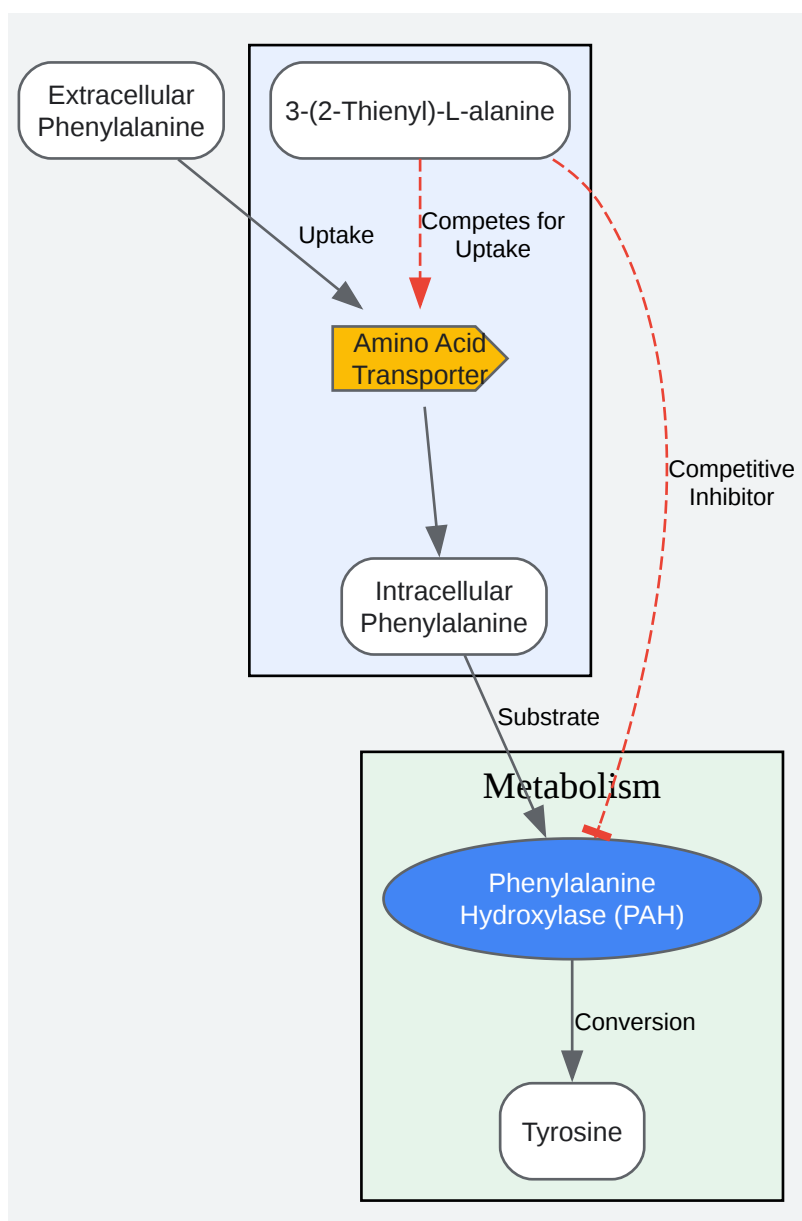 Extracellular
Phenylalanine
3-(2-Thienyl)-L-alanine
Uptake
Competes for
Uptake
Amino Acid
Transporter
Competitive
Inhibitor
Intracellular
Phenylalanine
Substrate
Metabolism
Phenylalanine
Hydroxylase (PAH)
Conversion
Tyrosine